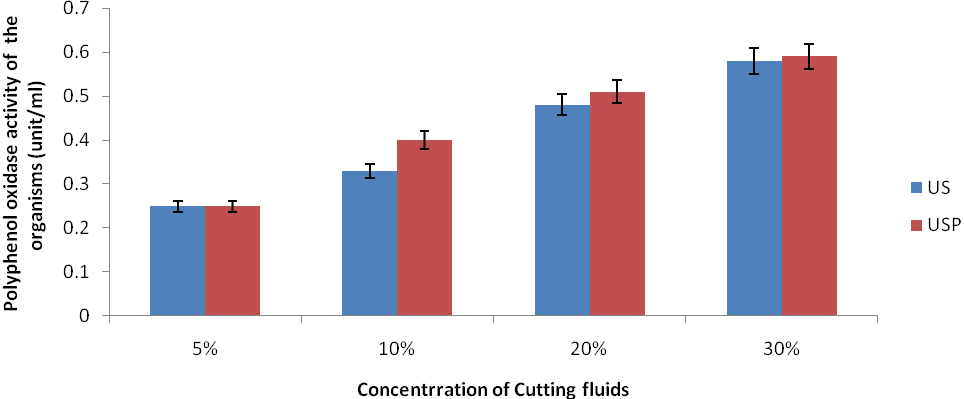 Polyphenol oxidase activity of the
organisms (unit/ml)
0.7
0.6
0.5
0.4
0.3
0.2
0.1
0
5%
10%
20%
30%
Concentrration of Cutting fluids
US
USP